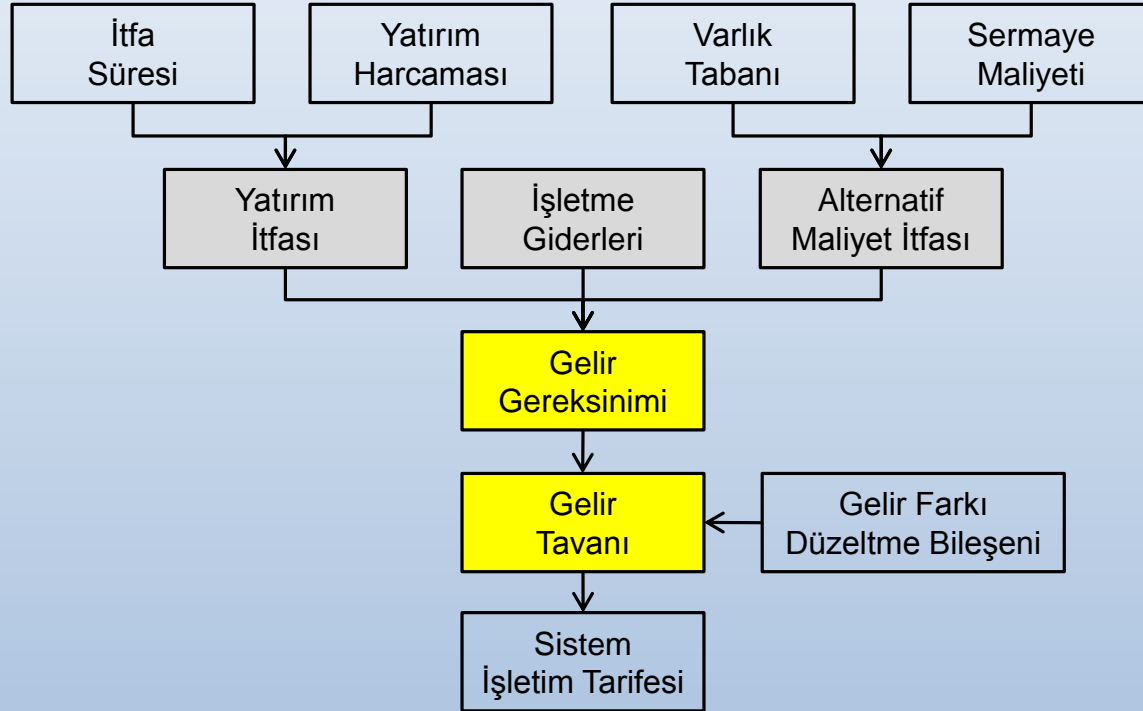 İtfa
Süresi
Yatırım
Harcaması
Varlık
Tabanı
Sermaye
Maliyeti
Yatırım
İtfası
İşletme
Giderleri
Alternatif
Maliyet İtfası
Gelir
Gereksinimi
Gelir
Tavanı
Gelir Farkı
Düzeltme Bileşeni
Sistem
İşletim Tarifesi